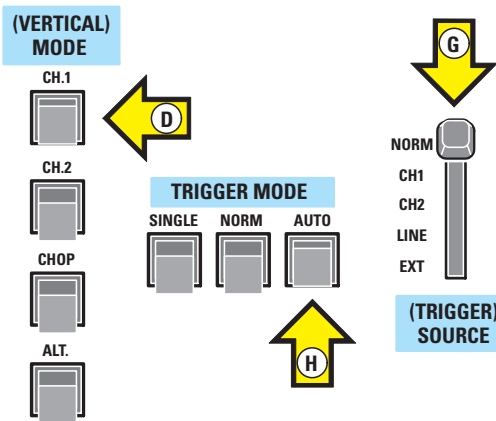 (VERTICAL)
MODE
CH.1
D
CH.2
CHOP
ALT.
TRIGGER MODE
SINGLE NORM AUTO
H
G
NORM
CH1
CH2
LINE
EXT
(TRIGGER)
SOURCE